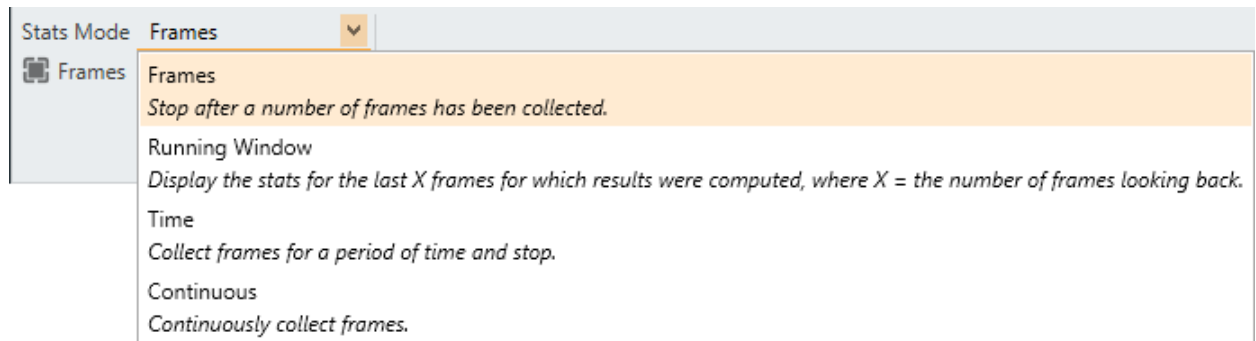 Stats Mode Frames
Frames
Frames
Stop after a number of frames has been collected.
Running Window
Display the stats for the last X frames for which results were computed, where X = the number of frames looking back.
Time
Collect frames for a period of time and stop.
Continuous
Continuously collect frames.